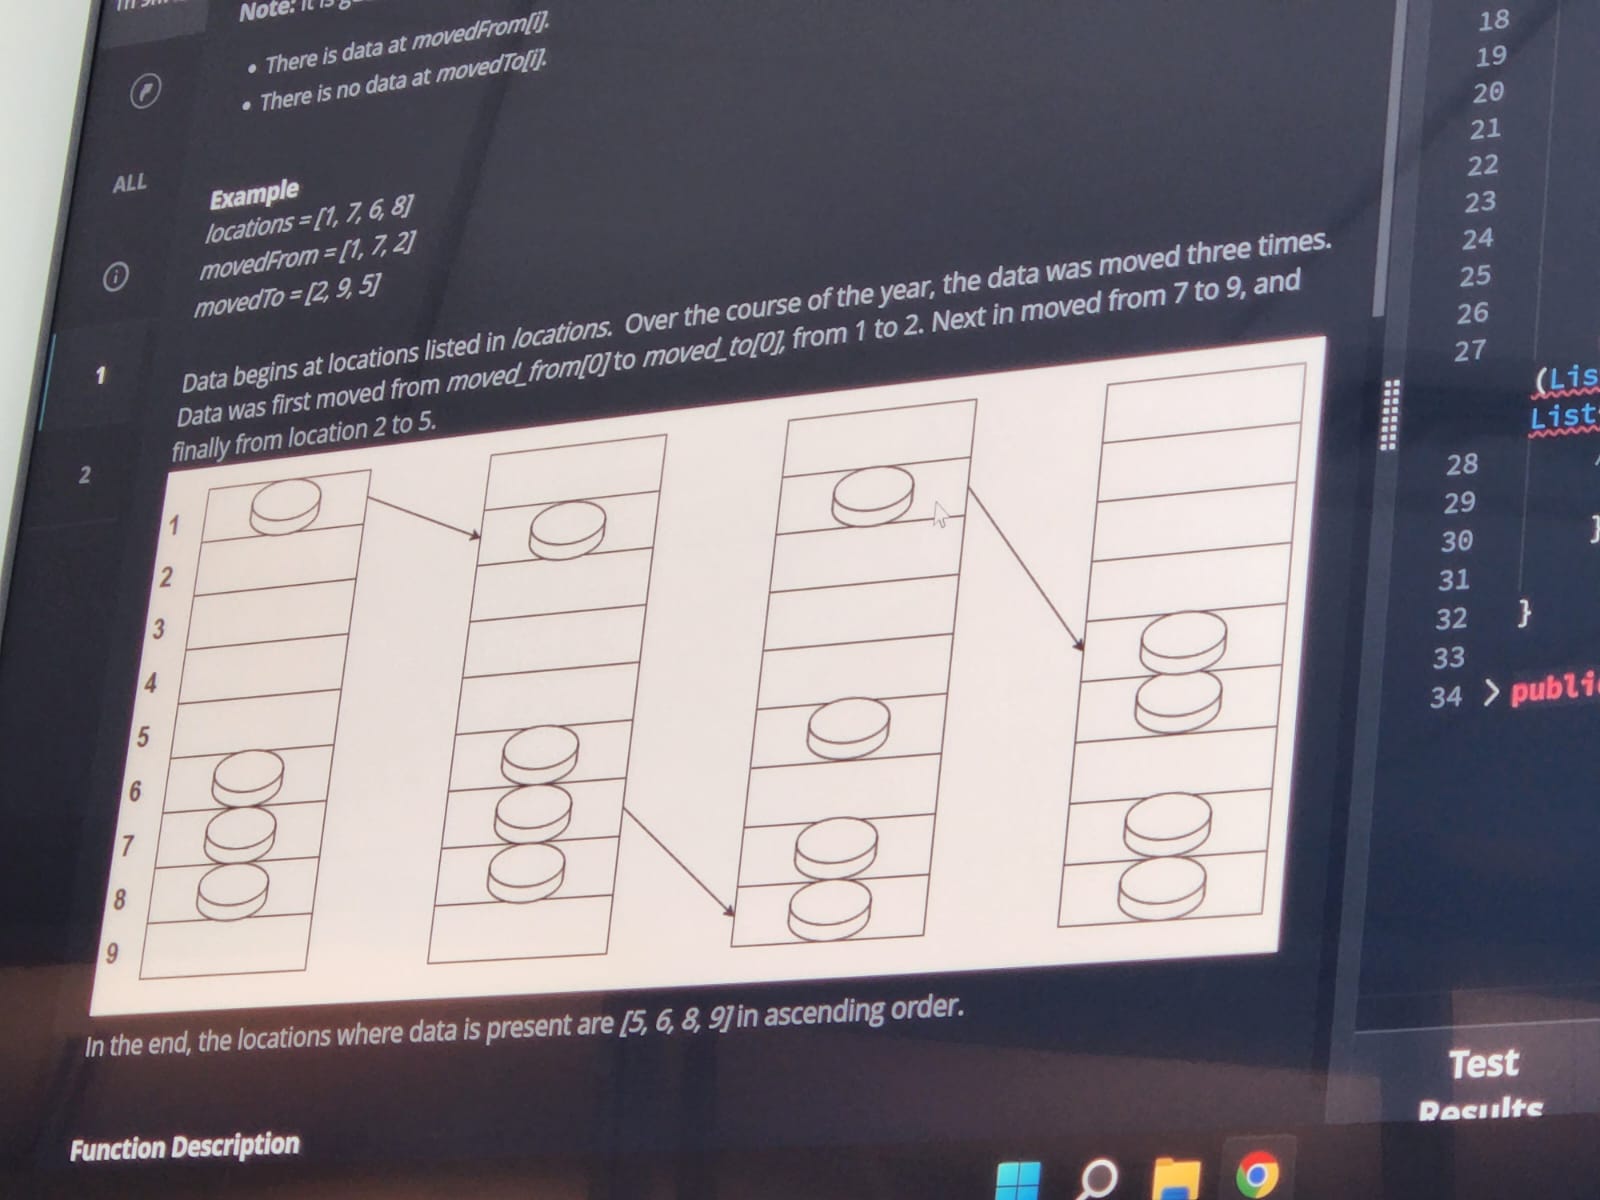 Note: It is g
• There is data at movedFrom[i].
• There is no data at movedTo[i].
ALL
Example
locations = [1, 7, 6, 8]
movedFrom = [1, 7, 2]
movedTo = [2, 9, 5]
1
2
Data begins at locations listed in locations. Over the course of the year, the data was moved three times.
Data was first moved from moved_from[0] to moved_to[0], from 1 to 2. Next in moved from 7 to 9, and
finally from location 2 to 5.
1
2
3
4
5
6
7
8
9
In the end, the locations where data is present are [5, 6, 8, 9] in ascending order.
Function Description
18
19
20
21
22
23
24
25
26
27
(Lis
List
28
29
30 }
31
32 }
33
34 > public
Test
Results